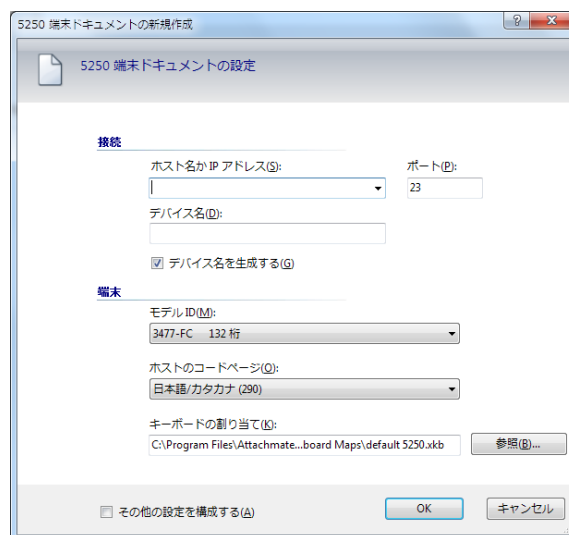 5250 端末ドキュメントの新規作成
5250 端末ドキュメントの設定
接続
ホスト名か IP アドレス(S):
ポート(P):
23
デバイス名(D):
デバイス名を生成する(G)
端末
モデル ID(M):
3477-FC 132 桁
ホストのコードページ(O):
日本語/カタカナ (290)
キーボードの割り当て(K):
C:\Program Files\Attachmate...board Maps\default 5250.xkb
参照(B)...
その他の設定を構成する(A)
OK
キャンセル